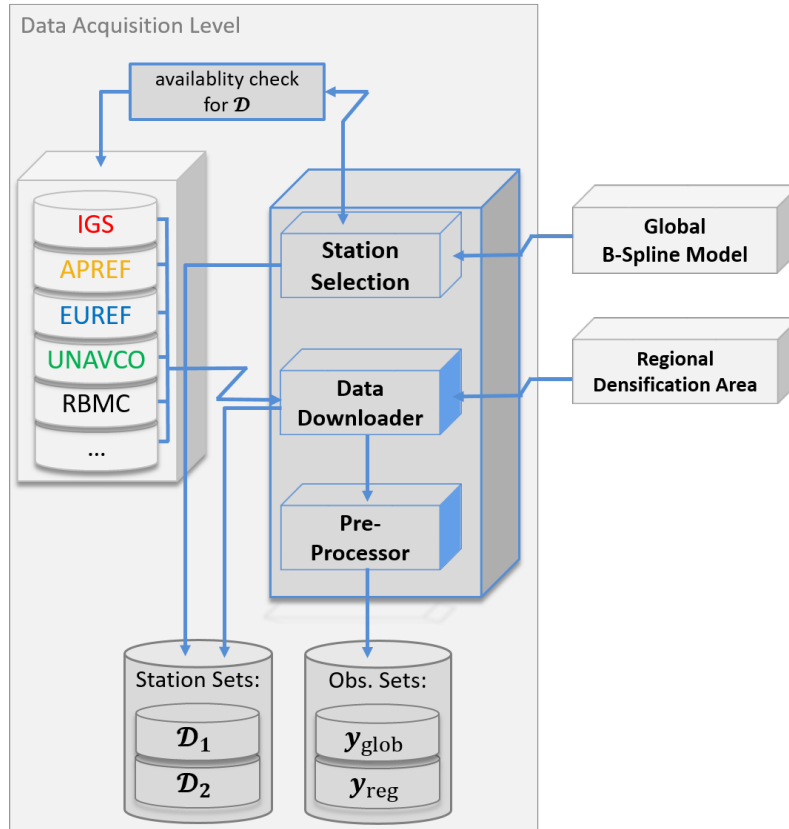 Data Acquisition Level
availablity check
for 𝓓
IGS
APREF
EUREF
UNAVCO
RBMC
...
Station
Selection
Data
Downloader
Pre-
Processor
Global
B-Spline Model
Regional
Densification Area
Station Sets:
𝓓₁
𝓓₂
Obs. Sets:
𝒚glob
𝒚reg